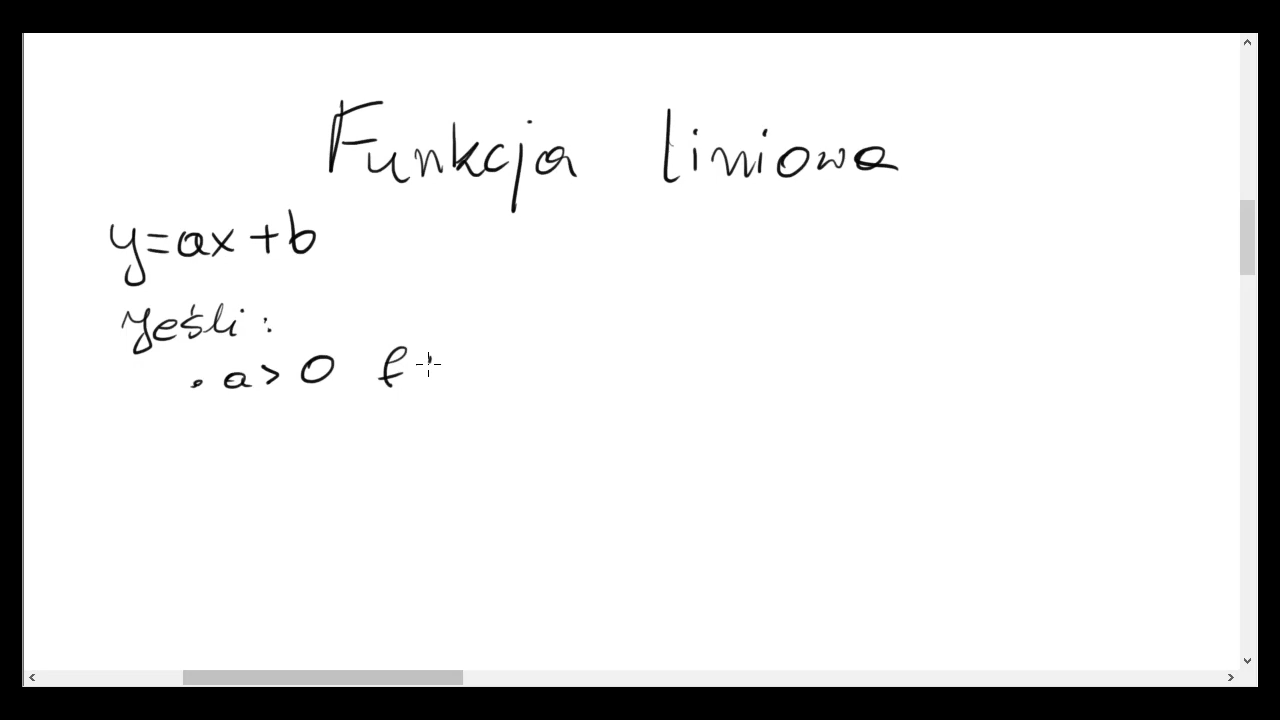 Funkcja liniowa
y=ax+b
Jeśli:
• a > 0 f